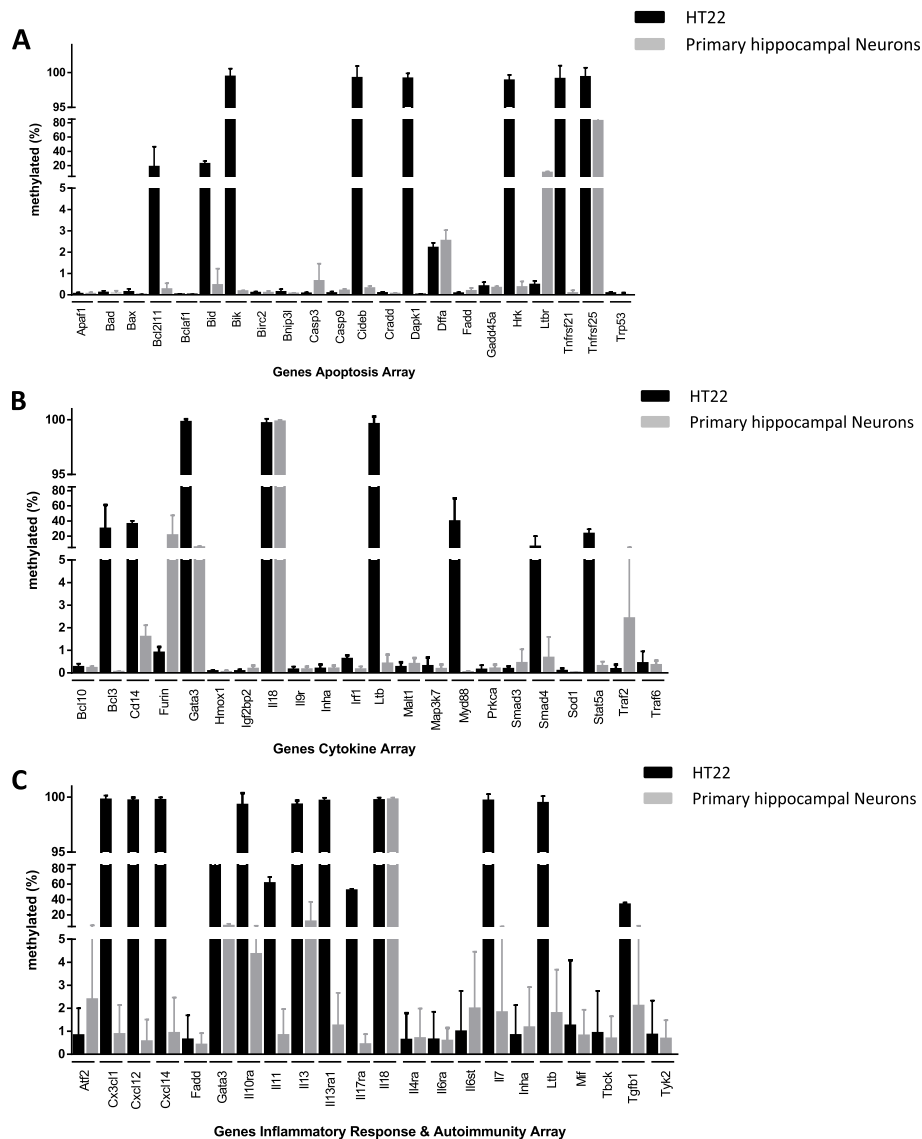 A
HT22
Primary hippocampal Neurons
methylated (%)
100
95
80
60
40
20
5
4
3
2
1
0
Apaf1
Bad
Bax
Bcl2l11
Bclaf1
Bid
Bik
Birc2
Bnip3l
Casp3
Casp9
Cideb
Cradd
Dapk1
Dffa
Fadd
Gadd45a
Hrk
Ltbr
Tnfrsf21
Tnfrsf25
Trp53
Genes Apoptosis Array
B
HT22
Primary hippocampal Neurons
methylated (%)
100
95
80
60
40
20
5
4
3
2
1
0
Bcl10
Bcl3
Cd14
Furin
Gata3
Hmox1
Igf2bp2
Il18
Il9r
Inha
Irf1
Ltb
Malt1
Map3k7
Myd88
Prkca
Smad3
Smad4
Sod1
Stat5a
Traf2
Traf6
Genes Cytokine Array
C
HT22
Primary hippocampal Neurons
methylated (%)
100
95
80
60
40
20
5
4
3
2
1
0
Atf2
Cx3cl1
Cxcl12
Cxcl14
Fadd
Gata3
Il10ra
Il11
Il13
Il13ra1
Il17ra
Il18
Il4ra
Il6ra
Il6st
Il7
Inha
Ltb
Mif
Tbck
Tgfb1
Tyk2
Genes Inflammatory Response & Autoimmunity Array